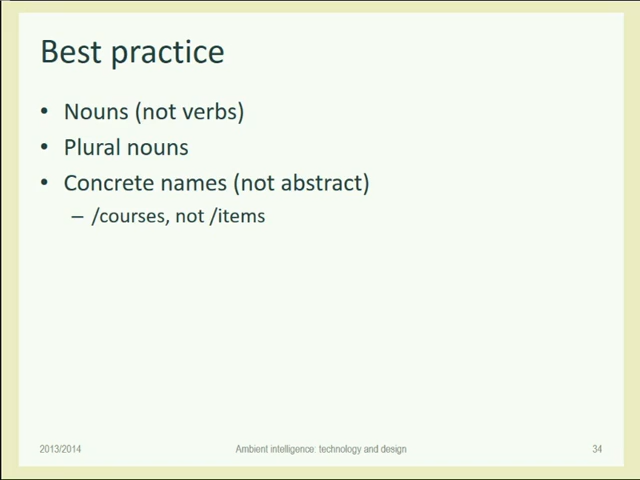 Best practice
• Nouns (not verbs)
• Plural nouns
• Concrete names (not abstract)
– /courses, not /items
2013/2014 Ambient intelligence: technology and design 34